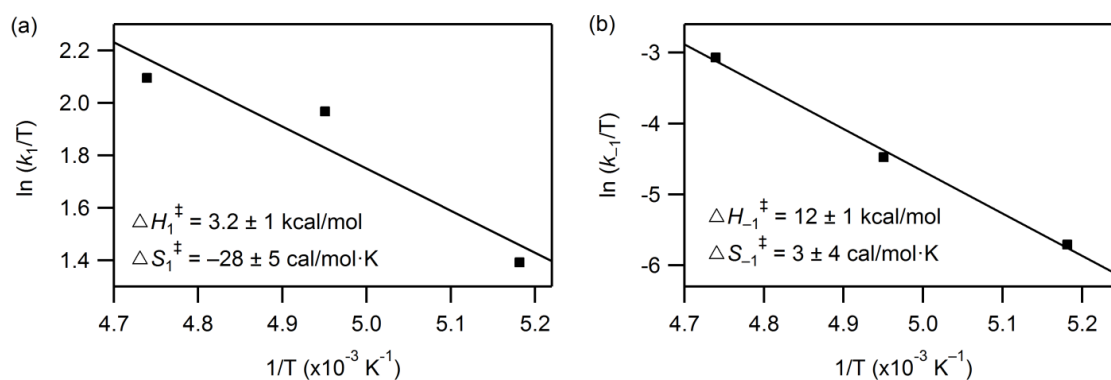 (a)
2.2
2.0
1.8
1.6
1.4
ln (k₁/T)
△H₁‡ = 3.2 ± 1 kcal/mol
△S₁‡ = –28 ± 5 cal/mol·K
4.7 4.8 4.9 5.0 5.1 5.2
1/T (x10⁻³ K⁻¹)
(b)
-3
-4
-5
-6
ln (k₋₁/T)
△H₋₁‡ = 12 ± 1 kcal/mol
△S₋₁‡ = 3 ± 4 cal/mol·K
4.7 4.8 4.9 5.0 5.1 5.2
1/T (x10⁻³ K⁻¹)